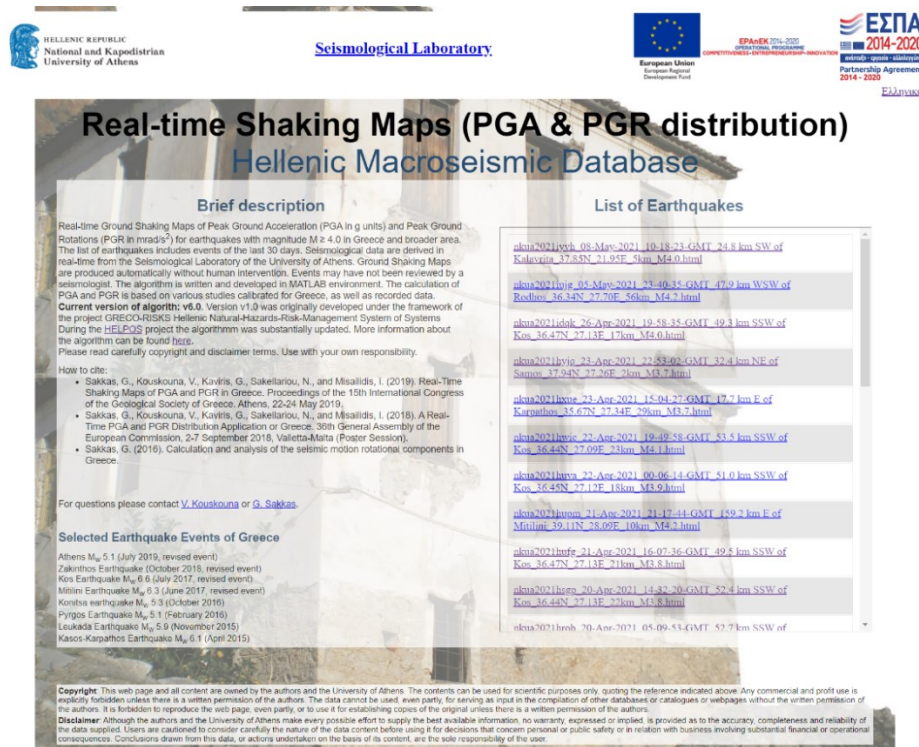 HELLENIC REPUBLIC
National and Kapodistrian
University of Athens
Seismological Laboratory
European Union
European Regional
Development Fund
EPAnEK 2014-2020
OPERATIONAL PROGRAMME
COMPETITIVENESS-ENTREPRENEURSHIP-INNOVATION
ΕΣΠΑ
2014-2020
ανάπτυξη - εργασία - αλληλεγγύη
Partnership Agreement
2014 - 2020
Ελληνικ
Real-time Shaking Maps (PGA & PGR distribution)
Hellenic Macroseismic Database
Brief description
Real-time Ground Shaking Maps of Peak Ground Acceleration (PGA in g units) and Peak Ground
Rotations (PGR in mrad/s²) for earthquakes with magnitude M ≥ 4.0 in Greece and broader area.
The list of earthquakes includes events of the last 30 days. Seismological data are derived in
real-time from the Seismological Laboratory of the University of Athens. Ground Shaking Maps
are produced automatically without human intervention. Events may have not been reviewed by a
seismologist. The algorithm is written and developed in MATLAB environment. The calculation of
PGA and PGR is based on various studies calibrated for Greece, as well as recorded data.
Current version of algorith: v6.0. Version v1.0 was originally developed under the framework of
the project GRECO-RISKS Hellenic Natural-Hazards-Risk-Management System of Systems
During the HELPOS project the algorithmm was substantially updated. More information about
the algorithm can be found here.
Please read carefully copyright and disclaimer terms. Use with your own responsibility.
How to cite:
• Sakkas, G., Kouskouna, V., Kaviris, G., Sakellariou, N., and Misailidis, I. (2019). Real-Time
Shaking Maps of PGA and PGR in Greece. Proceedings of the 15th International Congress
of the Geological Society of Greece. Athens, 22-24 May 2019.
• Sakkas, G., Kouskouna, V., Kaviris, G., Sakellariou, N., and Misailidis, I. (2018). A Real-
Time PGA and PGR Distribution Application or Greece. 36th General Assembly of the
European Commission, 2-7 September 2018, Valletta-Malta (Poster Session).
• Sakkas, G. (2016). Calculation and analysis of the seismic motion rotational components in
Greece.
For questions please contact V. Kouskouna or G. Sakkas.
Selected Earthquake Events of Greece
Athens Mw 5.1 (July 2019, revised event)
Zakinthos Earthquake (October 2018, revised event)
Kos Earthquake Mw 6.6 (July 2017, revised event)
Mitilini Earthquake Mw 6.3 (June 2017, revised event)
Konitsa earthquake Mw 5.3 (October 2016)
Pyrgos Earthquake Mw 5.1 (February 2016)
Leukada Earthquake Mw 5.9 (November 2015)
Kasos-Karpathos Earthquake Mw 6.1 (April 2015)
List of Earthquakes
nkua2021iyyh_08-May-2021_10-18-23-GMT_24.8 km SW of
Kalavrita_37.85N_21.95E_5km_M4.0.html
05-May-2021_23-40-35-GMT_47.9 km WSW of
Rodhos_36.34N_27.70E_56km_M4.2.html
nkua2021idqk_26-Apr-2021_19-58-35-GMT_49.3 km SSW of
Kos_36.47N_27.13E_17km_M4.0.html
23-Apr-2021_22-53-02-GMT_32.4 km NE of
Samos_37.94N_27.26E_2km_M3.7.html
nkua2021hxue_23-Apr-2021_15-04-27-GMT_17.7 km E of
Karpathos_35.67N_27.34E_29km_M3.7.html
nkua2021hwic_22-Apr-2021_19-49-58-GMT_53.5 km SSW of
Kos_36.44N_27.09E_23km_M4.1.html
nkua2021huva_22-Apr-2021_00-06-14-GMT_51.0 km SSW of
Kos_36.45N_27.12E_18km_M3.9.html
nkua2021hupm_21-Apr-2021_21-17-44-GMT_159.2 km E of
Mitilini_39.11N_28.09E_10km_M4.2.html
nkua2021hufz_21-Apr-2021_16-07-36-GMT_49.5 km SSW of
Kos_36.47N_27.13E_21km_M3.8.html
nkua2021hsgo_20-Apr-2021_14-32-20-GMT_52.4 km SSW of
Kos_36.44N_27.13E_22km_M3.8.html
nkua2021hroh_20-Apr-2021_05-09-53-GMT_52.7 km SSW of
Copyright: This web page and all content are owned by the authors and the University of Athens. The contents can be used for scientific purposes only, quoting the reference indicated above. Any commercial and profit use is
explicitly forbidden unless there is a written permission of the authors. The data cannot be used, even partly, for serving as input in the compilation of other databases or catalogues or webpages without the written permission of
the authors. It is forbidden to reproduce the web page, even partly, or to use it for establishing copies of the original unless there is a written permission of the authors.
Disclaimer: Although the authors and the University of Athens make every possible effort to supply the best available information, no warranty, expressed or implied, is provided as to the accuracy, completeness and reliability of
the data supplied. Users are cautioned to consider carefully the nature of the data content before using it for decisions that concern personal or public safety or in relation with business involving substantial financial or operational
consequences. Conclusions drawn from this data, or actions undertaken on the basis of its content, are the sole responsibility of the user.